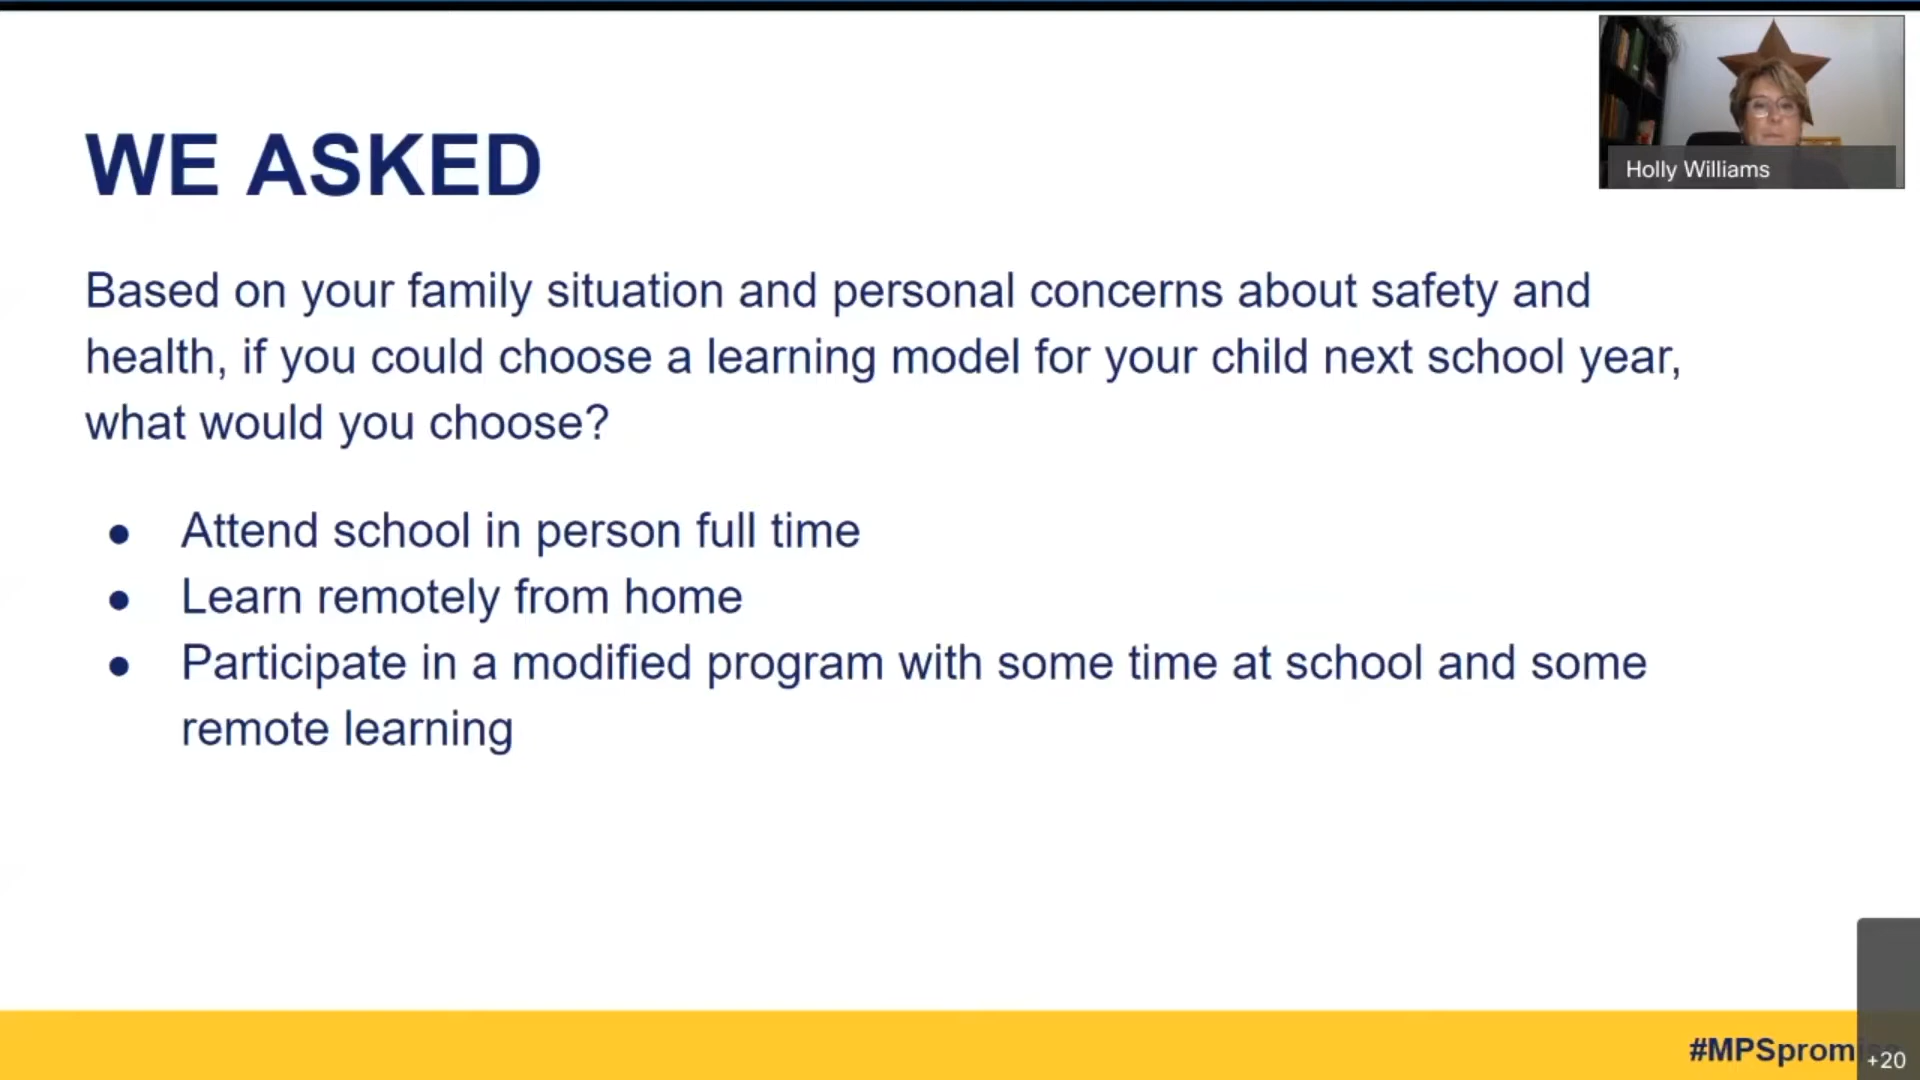 WE ASKED
Holly Williams
Based on your family situation and personal concerns about safety and
health, if you could choose a learning model for your child next school year,
what would you choose?
● Attend school in person full time
● Learn remotely from home
● Participate in a modified program with some time at school and some
remote learning
#MPSpromise
+20